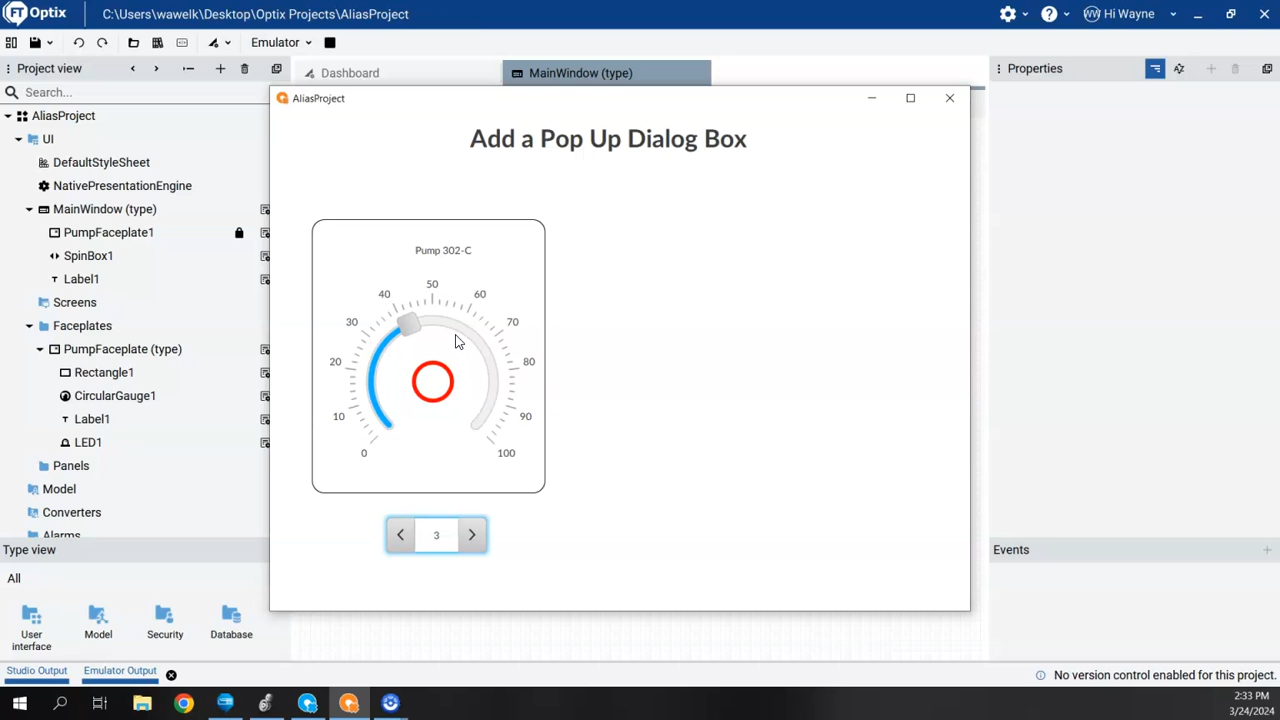 FT Optix
C:\Users\wawelk\Desktop\Optix Projects\AliasProject
WW Hi Wayne
Emulator
Project view
Dashboard
MainWindow (type)
Properties
Search...
AliasProject
UI
DefaultStyleSheet
NativePresentationEngine
MainWindow (type)
PumpFaceplate1
SpinBox1
Label1
Screens
Faceplates
PumpFaceplate (type)
Rectangle1
CircularGauge1
Label1
LED1
Panels
Model
Converters
Alarms
AliasProject
Add a Pop Up Dialog Box
Pump 302-C
0
10
20
30
40
50
60
70
80
90
100
3
Type view
All
User interface
Model
Security
Database
Events
Studio Output
Emulator Output
No version control enabled for this project.
2:33 PM
3/24/2024